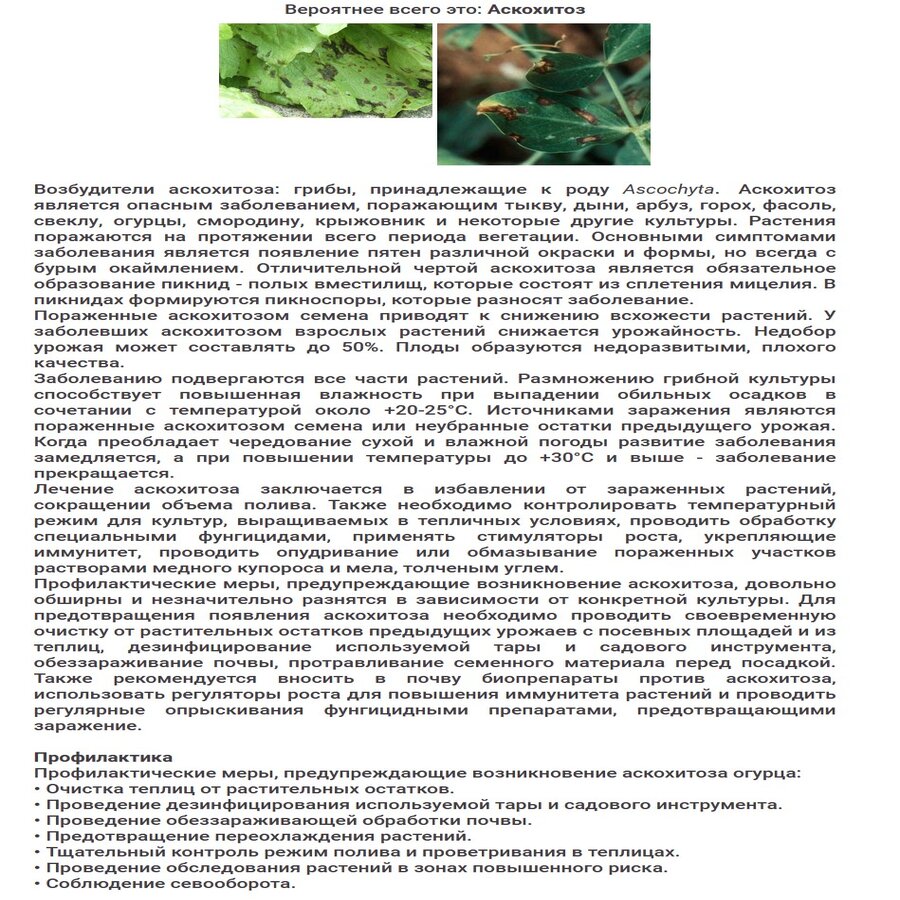 Вероятнее всего это: Аскохитоз
Возбудители аскохитоза: грибы, принадлежащие к роду Ascochyta. Аскохитоз
является опасным заболеванием, поражающим тыкву, дыни, арбуз, горох, фасоль,
свеклу, огурцы, смородину, крыжовник и некоторые другие культуры. Растения
поражаются на протяжении всего периода вегетации. Основными симптомами
заболевания является появление пятен различной окраски и формы, но всегда с
бурым окаймлением. Отличительной чертой аскохитоза является обязательное
образование пикнид - полых вместилищ, которые состоят из сплетения мицелия. В
пикнидах формируются пикноспоры, которые разносят заболевание.
Пораженные аскохитозом семена приводят к снижению всхожести растений. У
заболевших аскохитозом взрослых растений снижается урожайность. Недобор
урожая может составлять до 50%. Плоды образуются недоразвитыми, плохого
качества.
Заболеванию подвергаются все части растений. Размножению грибной культуры
способствует повышенная влажность при выпадении обильных осадков в
сочетании с температурой около +20-25°С. Источниками заражения являются
пораженные аскохитозом семена или неубранные остатки предыдущего урожая.
Когда преобладает чередование сухой и влажной погоды развитие заболевания
замедляется, а при повышении температуры до +30°С и выше - заболевание
прекращается.
Лечение аскохитоза заключается в избавлении от зараженных растений,
сокращении объема полива. Также необходимо контролировать температурный
режим для культур, выращиваемых в тепличных условиях, проводить обработку
специальными фунгицидами, применять стимуляторы роста, укрепляющие
иммунитет, проводить опудривание или обмазывание пораженных участков
растворами медного купороса и мела, толченым углем.
Профилактические меры, предупреждающие возникновение аскохитоза, довольно
обширны и незначительно разнятся в зависимости от конкретной культуры. Для
предотвращения появления аскохитоза необходимо проводить своевременную
очистку от растительных остатков предыдущих урожаев с посевных площадей и из
теплиц, дезинфицирование используемой тары и садового инструмента,
обеззараживание почвы, протравливание семенного материала перед посадкой.
Также рекомендуется вносить в почву биопрепараты против аскохитоза,
использовать регуляторы роста для повышения иммунитета растений и проводить
регулярные опрыскивания фунгицидными препаратами, предотвращающими
заражение.
Профилактика
Профилактические меры, предупреждающие возникновение аскохитоза огурца:
• Очистка теплиц от растительных остатков.
• Проведение дезинфицирования используемой тары и садового инструмента.
• Проведение обеззараживающей обработки почвы.
• Предотвращение переохлаждения растений.
• Тщательный контроль режим полива и проветривания в теплицах.
• Проведение обследования растений в зонах повышенного риска.
• Соблюдение севооборота.